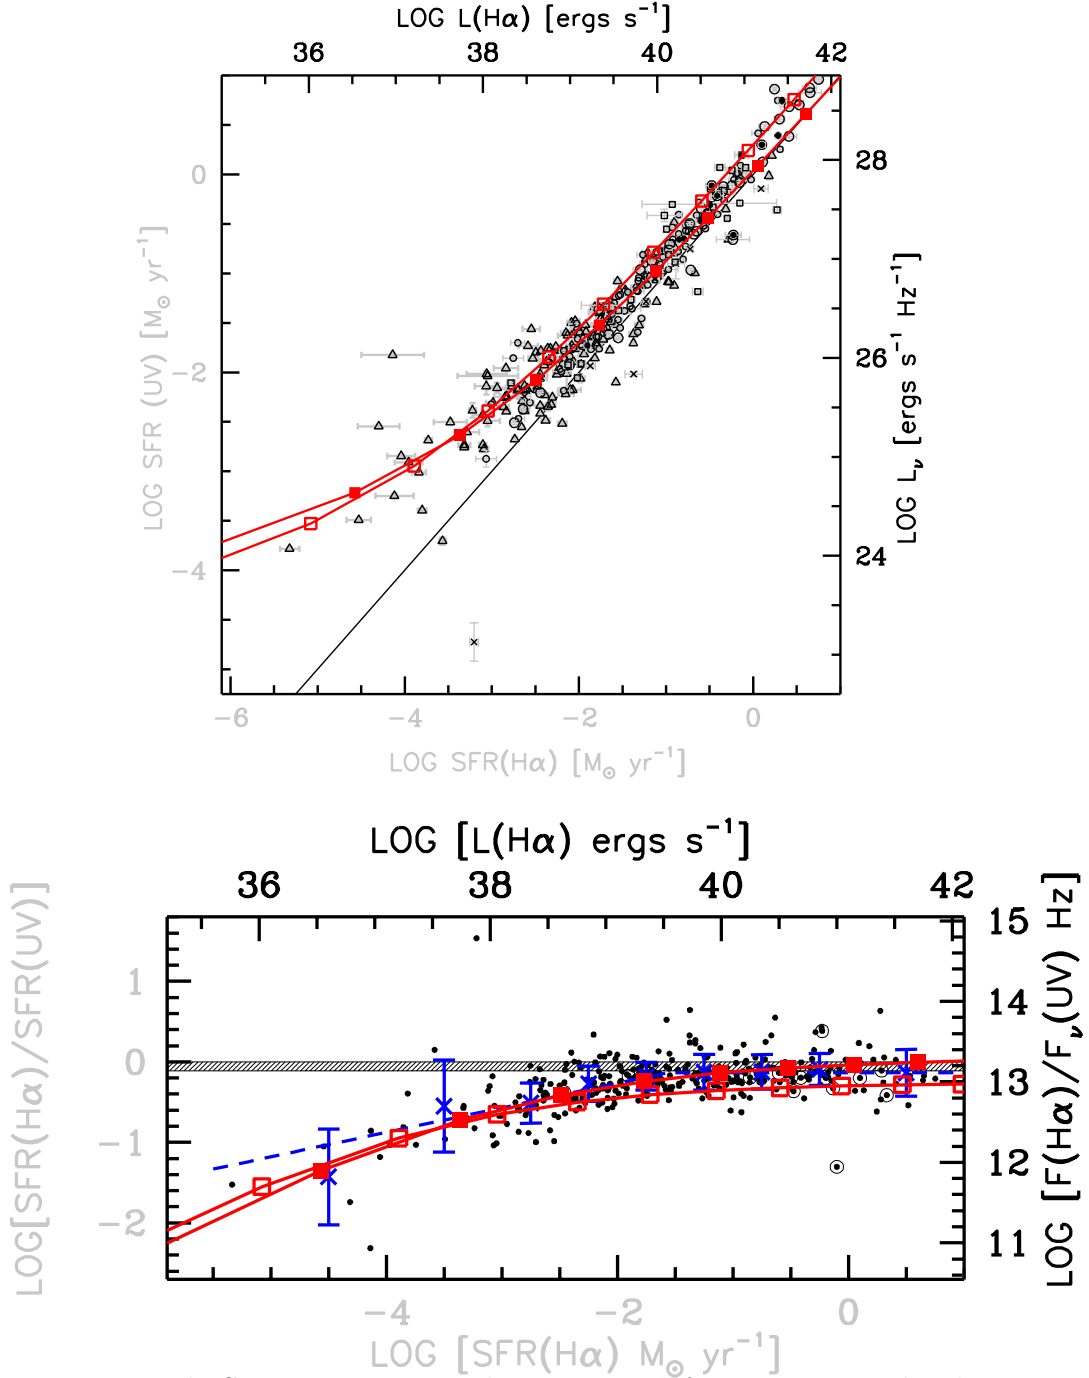 LOG L(Hα) [ergs s⁻¹]
36 38 40 42
LOG SFR (UV) [M⊙ yr⁻¹]
0
−2
−4
28
26
24
LOG Lν [ergs s⁻¹ Hz⁻¹]
−6 −4 −2 0
LOG SFR(Hα) [M⊙ yr⁻¹]
LOG [L(Hα) ergs s⁻¹]
36 38 40 42
LOG[SFR(Hα)/SFR(UV)]
1
0
−1
−2
15
14
13
12
11
LOG [F(Hα)/Fν(UV) Hz]
−4 −2 0
LOG [SFR(Hα) M⊙ yr⁻¹]